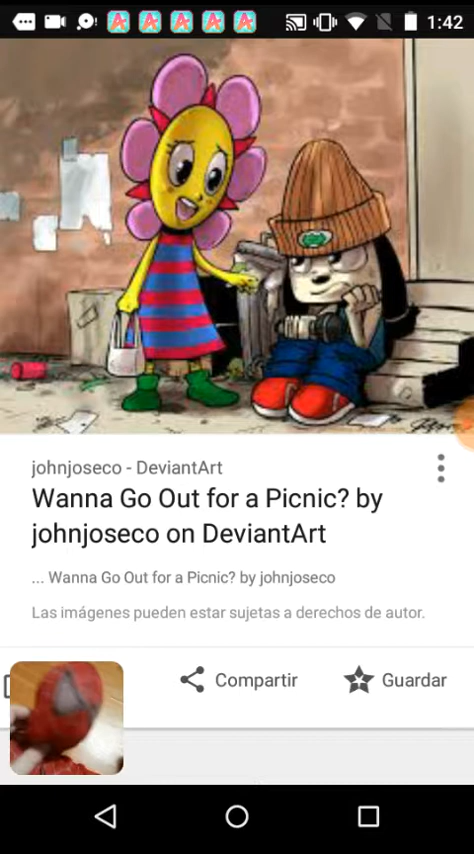 1:42
johnjoseco - DeviantArt
Wanna Go Out for a Picnic? by
johnjoseco on DeviantArt
... Wanna Go Out for a Picnic? by johnjoseco
Las imágenes pueden estar sujetas a derechos de autor.
Compartir
Guardar